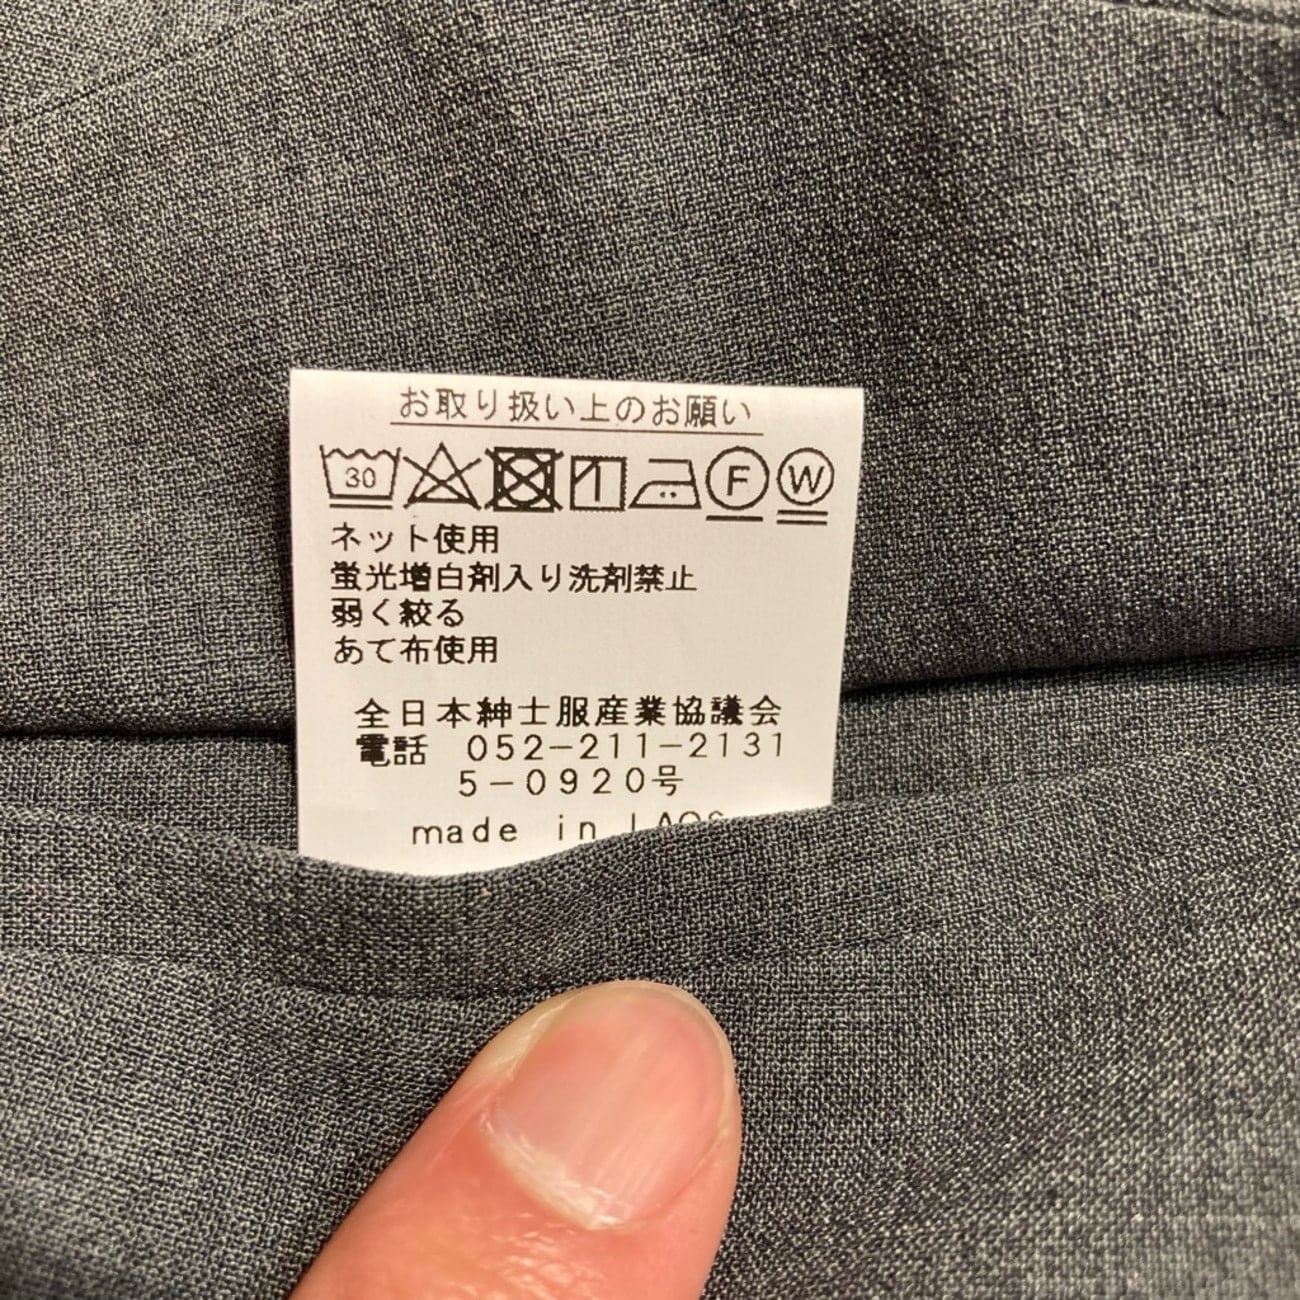 お取り扱い上のお願い
30 F W
ネット使用
蛍光増白剤入り洗剤禁止
弱く絞る
あて布使用
全日本紳士服産業協議会
電話 052-211-2131
5-0920号
made in LAOS